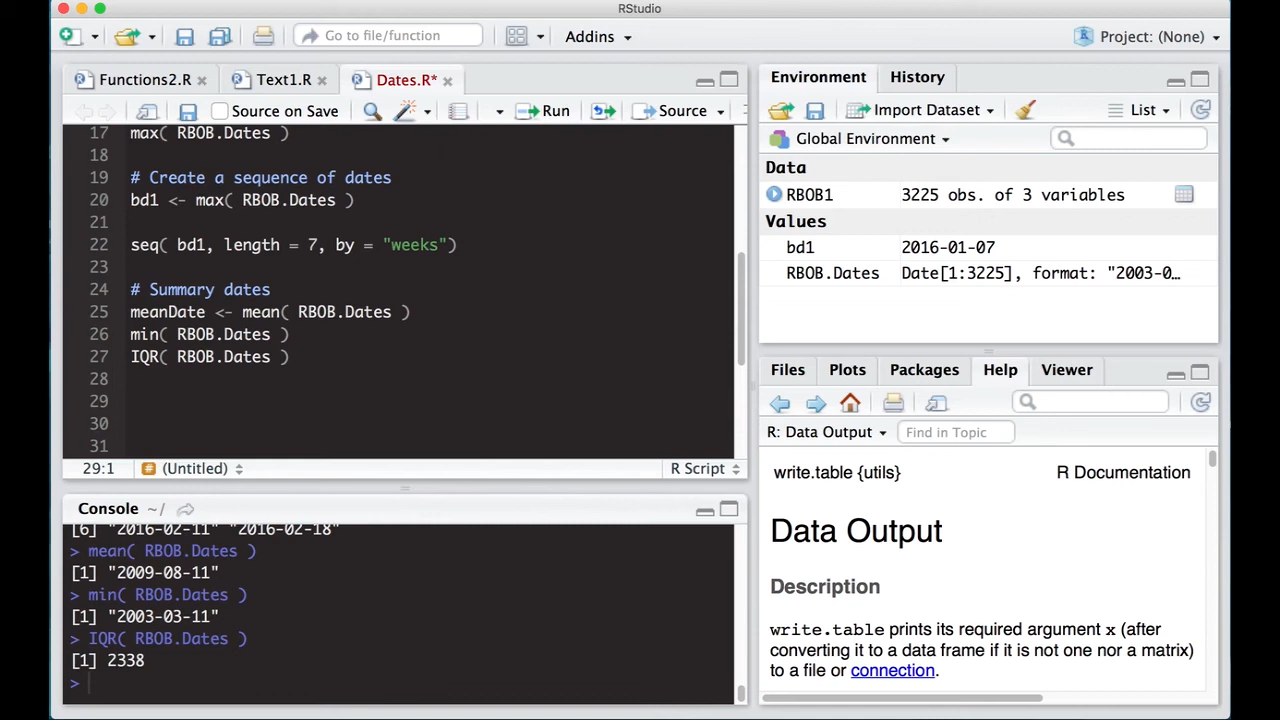 RStudio
Go to file/function
Addins
Project: (None)
Functions2.R
Text1.R
Dates.R*
Source on Save
Run
Source
17 max( RBOB.Dates )
18
19 # Create a sequence of dates
20 bd1 <- max( RBOB.Dates )
21
22 seq( bd1, length = 7, by = "weeks")
23
24 # Summary dates
25 meanDate <- mean( RBOB.Dates )
26 min( RBOB.Dates )
27 IQR( RBOB.Dates )
28
29
30
31
29:1 # (Untitled) R Script
Console ~/
[6] "2016-02-11" "2016-02-18"
> mean( RBOB.Dates )
[1] "2009-08-11"
> min( RBOB.Dates )
[1] "2003-03-11"
> IQR( RBOB.Dates )
[1] 2338
>
Environment History
Import Dataset List
Global Environment
Data
RBOB1 3225 obs. of 3 variables
Values
bd1 2016-01-07
RBOB.Dates Date[1:3225], format: "2003-0…
Files Plots Packages Help Viewer
R: Data Output Find in Topic
write.table {utils} R Documentation
Data Output
Description
write.table prints its required argument x (after
converting it to a data frame if it is not one nor a matrix)
to a file or connection.